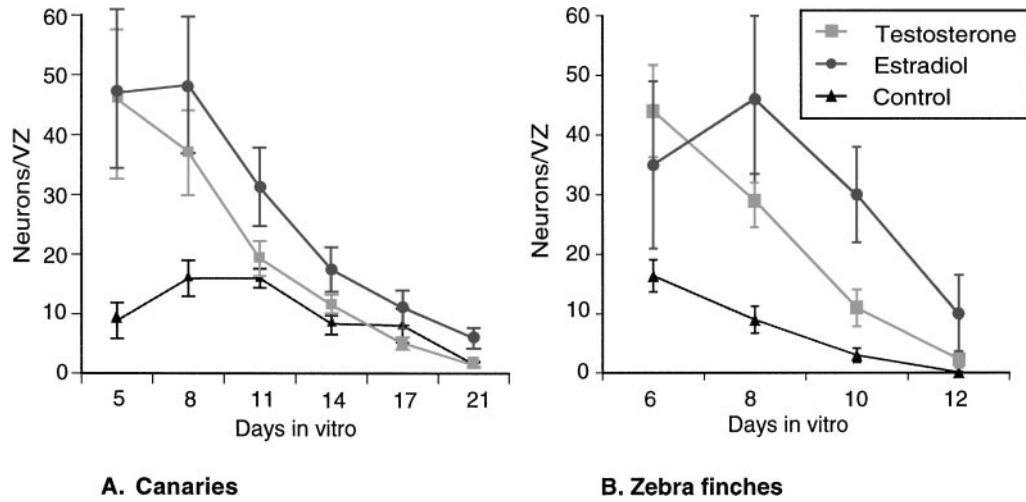 60
50
40
30
20
10
0
Neurons/VZ
5 8 11 14 17 21
Days in vitro
A. Canaries
60
50
40
30
20
10
0
Neurons/VZ
6 8 10 12
Days in vitro
B. Zebra finches
Testosterone
Estradiol
Control